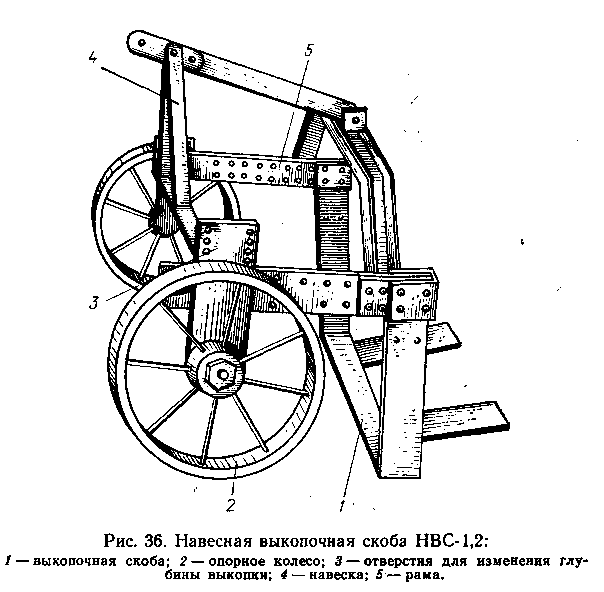 5
4
3
2
1
Рис. 36. Навесная выкопочная скоба НВС-1,2:
1 — выкопочная скоба; 2 — опорное колесо; 3 — отверстия для изменения глу-
бины выкопки; 4 — навеска; 5 — рама.